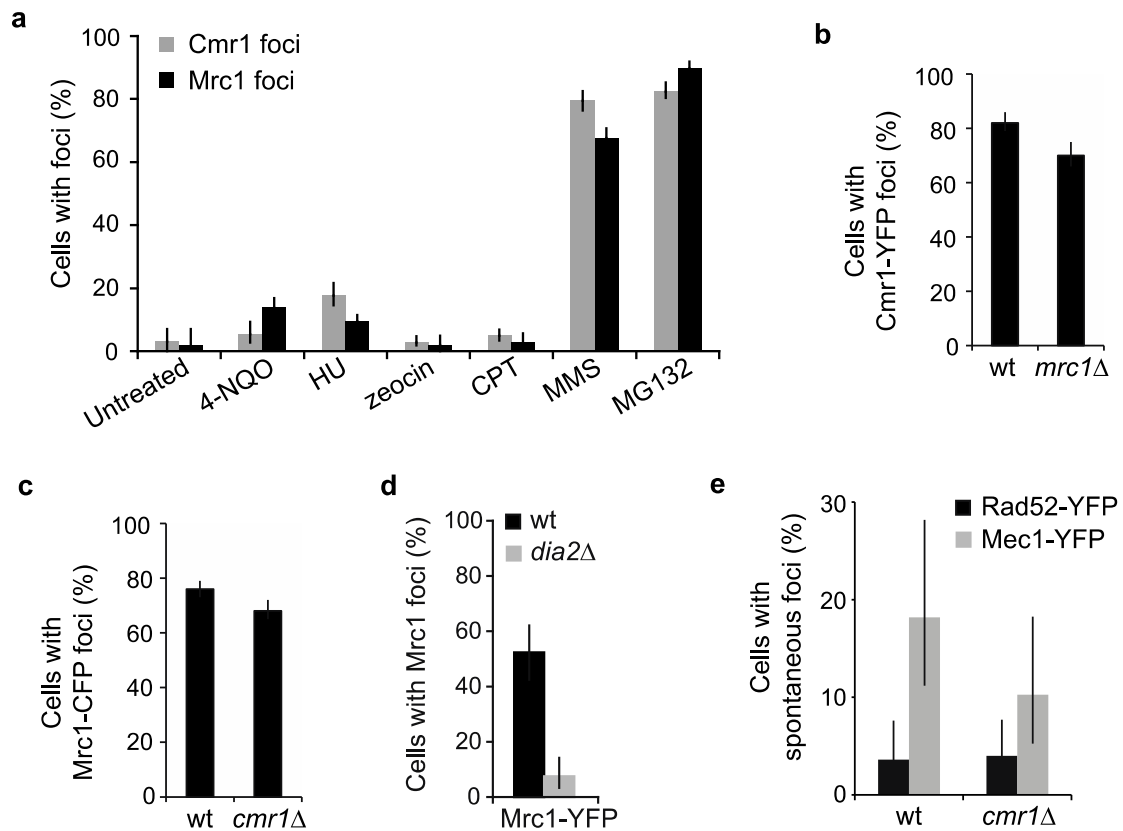 a
Cmr1 foci
Mrc1 foci
Cells with foci (%)
100
80
60
40
20
0
Untreated
4-NQO
HU
zeocin
CPT
MMS
MG132
b
Cells with
Cmr1-YFP foci (%)
100
80
60
40
20
0
wt
mrc1Δ
c
Cells with
Mrc1-CFP foci (%)
100
80
60
40
20
0
wt
cmr1Δ
d
wt
dia2Δ
Cells with Mrc1 foci (%)
100
80
60
40
20
0
Mrc1-YFP
e
Rad52-YFP
Mec1-YFP
Cells with
spontaneous foci (%)
30
20
10
0
wt
cmr1Δ